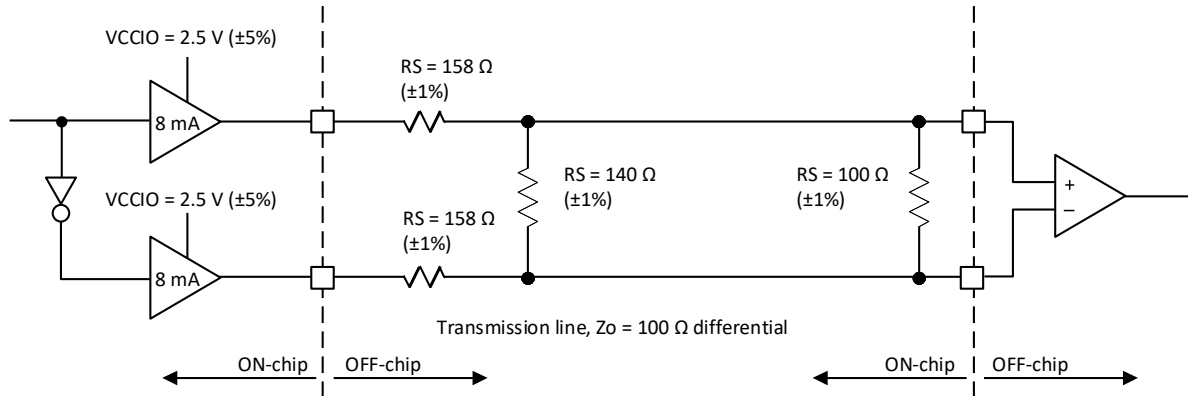 VCCIO = 2.5 V (±5%)
8 mA
RS = 158 Ω
(±1%)
RS = 140 Ω
(±1%)
RS = 100 Ω
(±1%)
+
−
VCCIO = 2.5 V (±5%)
8 mA
RS = 158 Ω
(±1%)
Transmission line, Zo = 100 Ω differential
ON-chip
OFF-chip
ON-chip
OFF-chip